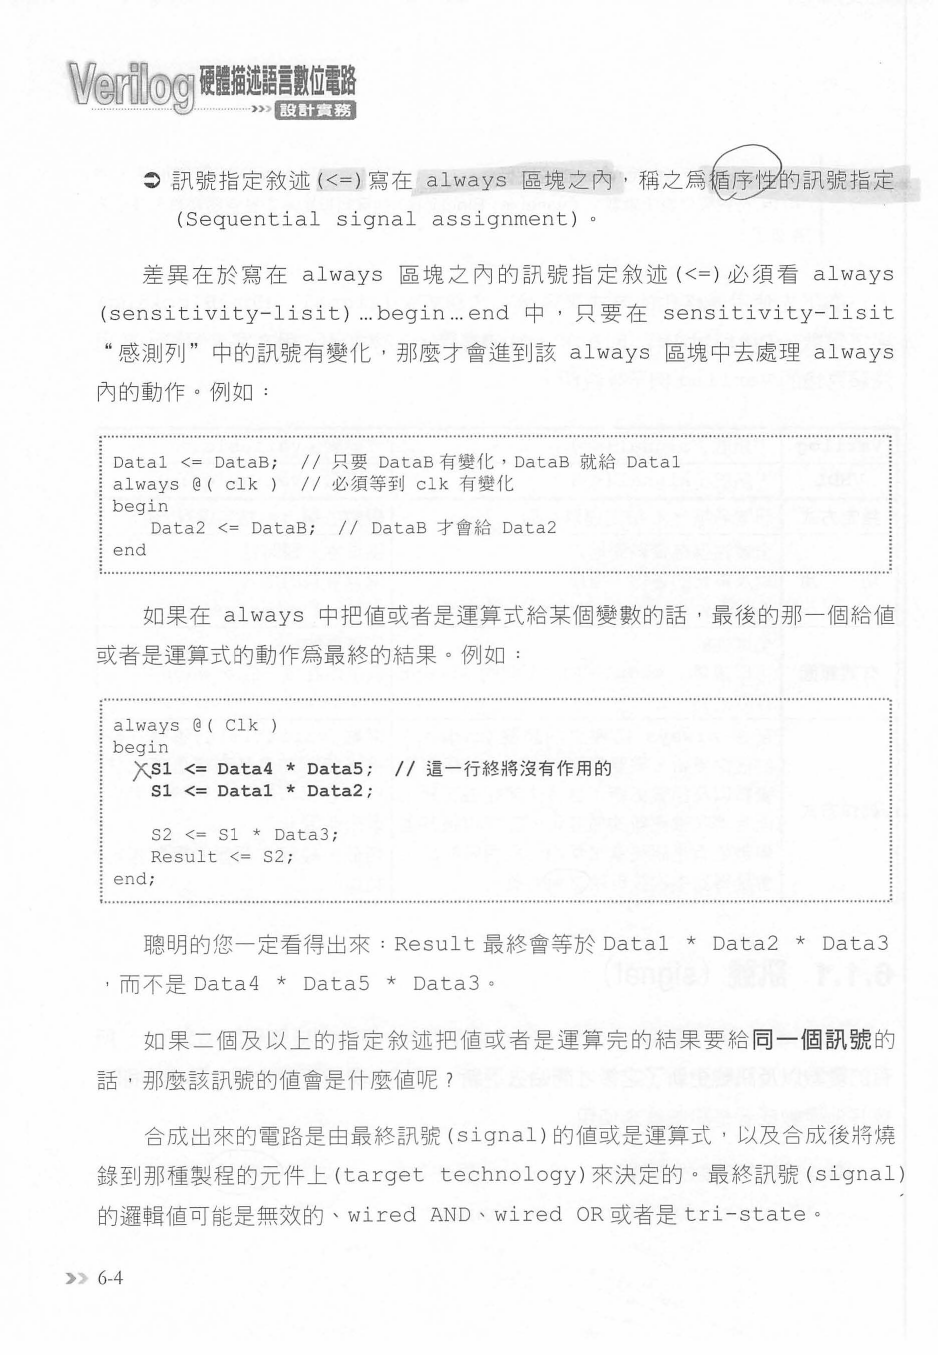 Verilog 硬體描述語言數位電路
設計實務
➲ 訊號指定敘述(<=)寫在 always 區塊之內，稱之為循序性的訊號指定
(Sequential signal assignment)。
差異在於寫在 always 區塊之內的訊號指定敘述(<=)必須看 always
(sensitivity-lisit)…begin…end 中，只要在 sensitivity-lisit
“感測列”中的訊號有變化，那麼才會進到該 always 區塊中去處理 always
內的動作。例如：
Data1 <= DataB; // 只要 DataB 有變化，DataB 就給 Data1
always @( clk ) // 必須等到 clk 有變化
begin
Data2 <= DataB; // DataB 才會給 Data2
end
如果在 always 中把值或者是運算式給某個變數的話，最後的那一個給值
或者是運算式的動作為最終的結果。例如：
always @( Clk )
begin
S1 <= Data4 * Data5; // 這一行終將沒有作用的
S1 <= Data1 * Data2;
S2 <= S1 * Data3;
Result <= S2;
end;
聰明的您一定看得出來：Result 最終會等於 Data1 * Data2 * Data3
，而不是 Data4 * Data5 * Data3。
如果二個及以上的指定敘述把值或者是運算完的結果要給同一個訊號的
話，那麼該訊號的值會是什麼值呢？
合成出來的電路是由最終訊號(signal)的值或是運算式，以及合成後將燒
錄到那種製程的元件上(target technology)來決定的。最終訊號(signal)
的邏輯值可能是無效的、wired AND、wired OR 或者是 tri-state。
6-4